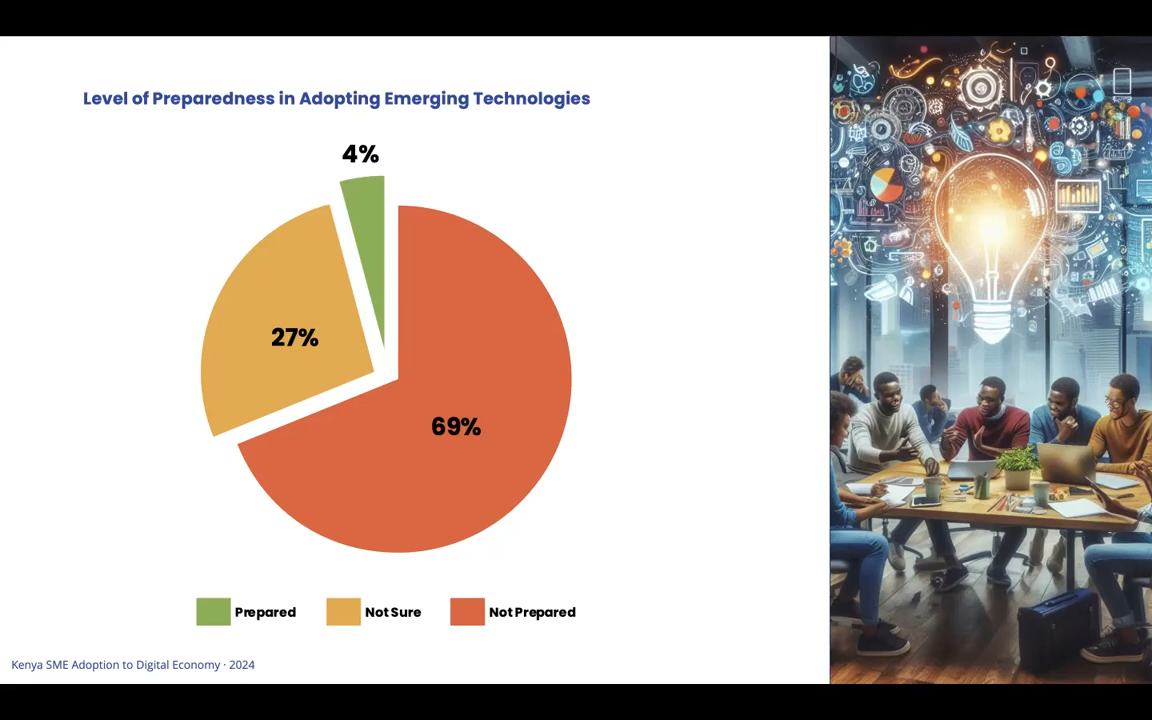 Level of Preparedness in Adopting Emerging Technologies
4%
27%
69%
Prepared
Not Sure
Not Prepared
Kenya SME Adoption to Digital Economy · 2024